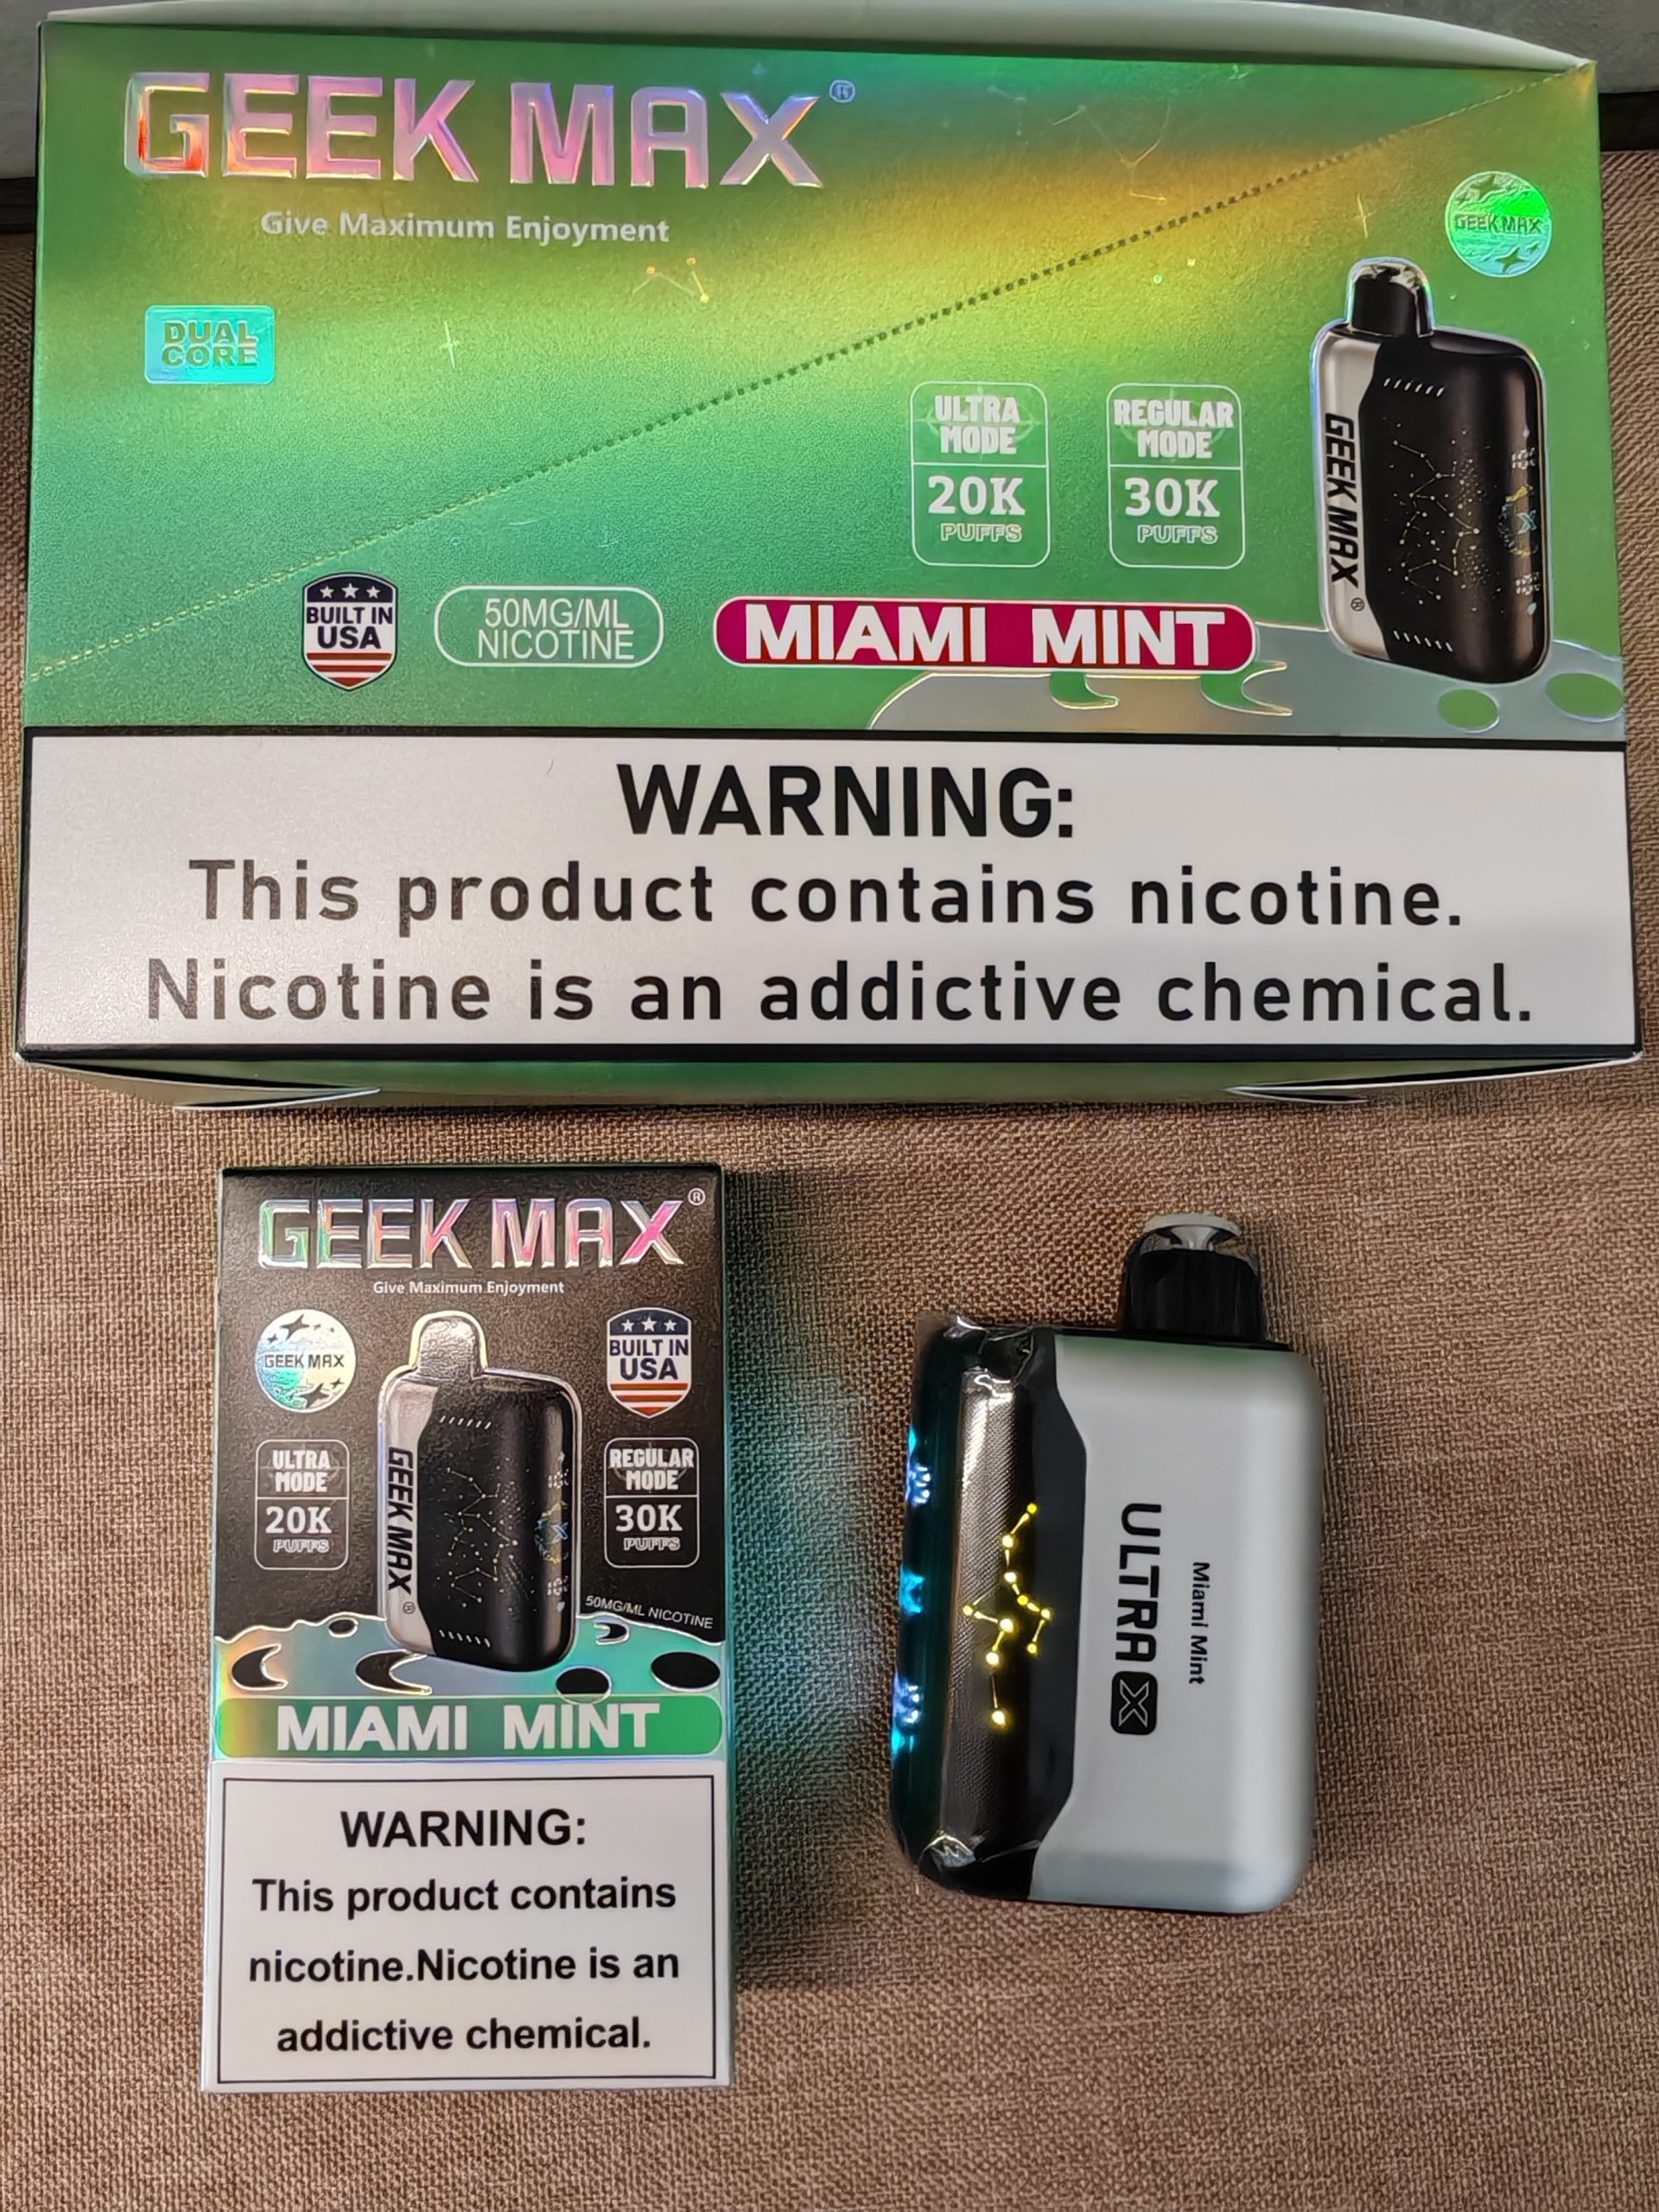 GEEK MAX®
Give Maximum Enjoyment
GEEK MAX
DUAL
CORE
ULTRA
MODE
20K
PUFFS
REGULAR
MODE
30K
PUFFS
GEEK MAX®
BUILT IN
USA
50MG/ML
NICOTINE
MIAMI MINT
WARNING:
This product contains nicotine.
Nicotine is an addictive chemical.
GEEK MAX®
Give Maximum Enjoyment
GEEK MAX
BUILT IN
USA
ULTRA
MODE
20K
PUFFS
GEEK MAX®
REGULAR
MODE
30K
PUFFS
50MG/ML NICOTINE
MIAMI MINT
WARNING:
This product contains
nicotine.Nicotine is an
addictive chemical.
Miami Mint
ULTRA X